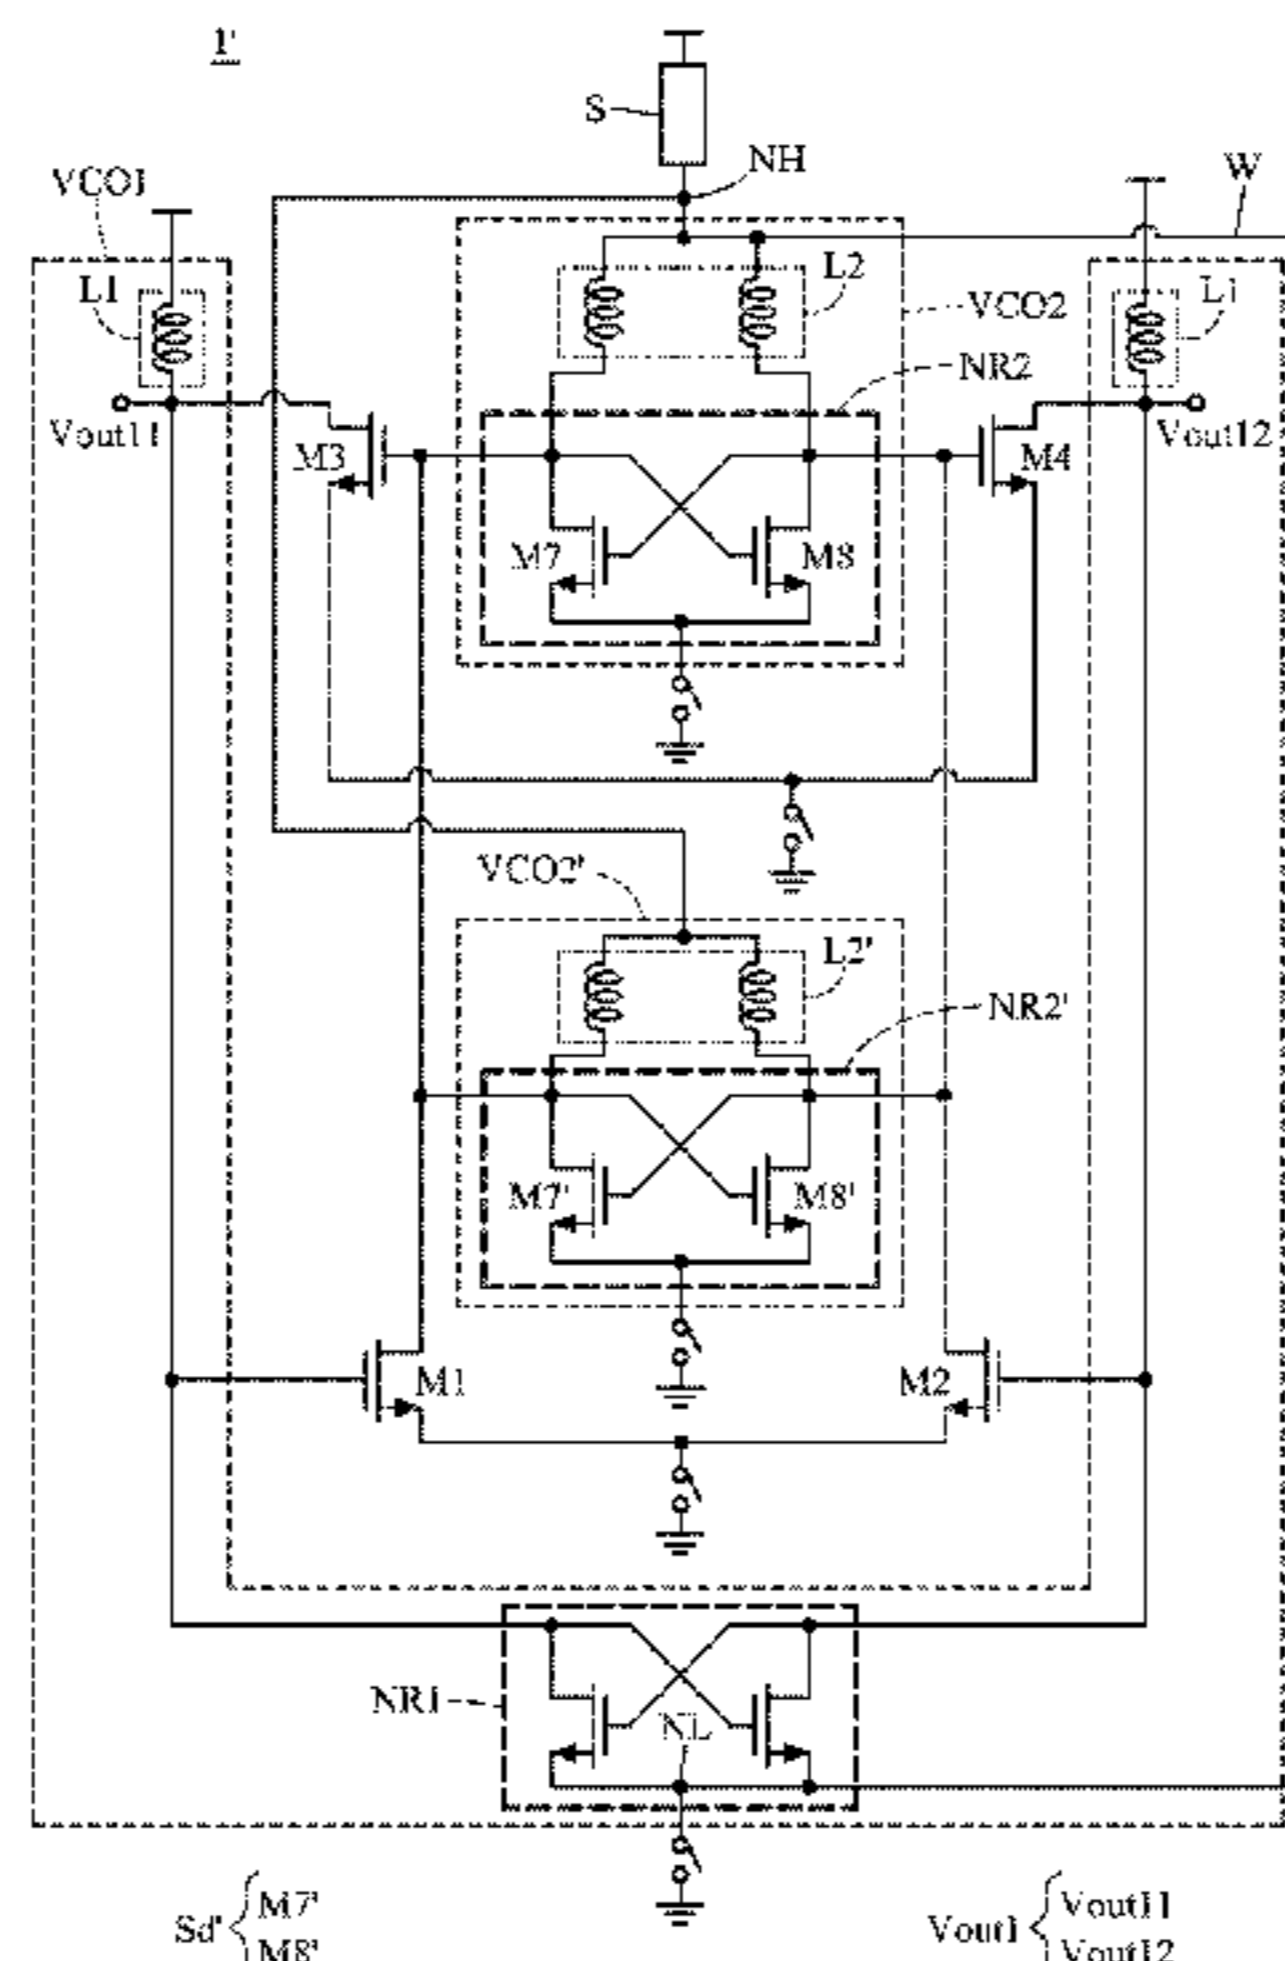 1'
S
NH
W
VCO1
L1
L2
VCO2
L1
NR2
Vout11
M3
M4
Vout12
M7
M8
VCO2'
L2'
NR2'
M7'
M8'
M1
M2
NR1
NL
Sd' { M7'
M8'
Vout1 { Vout11
Vout12